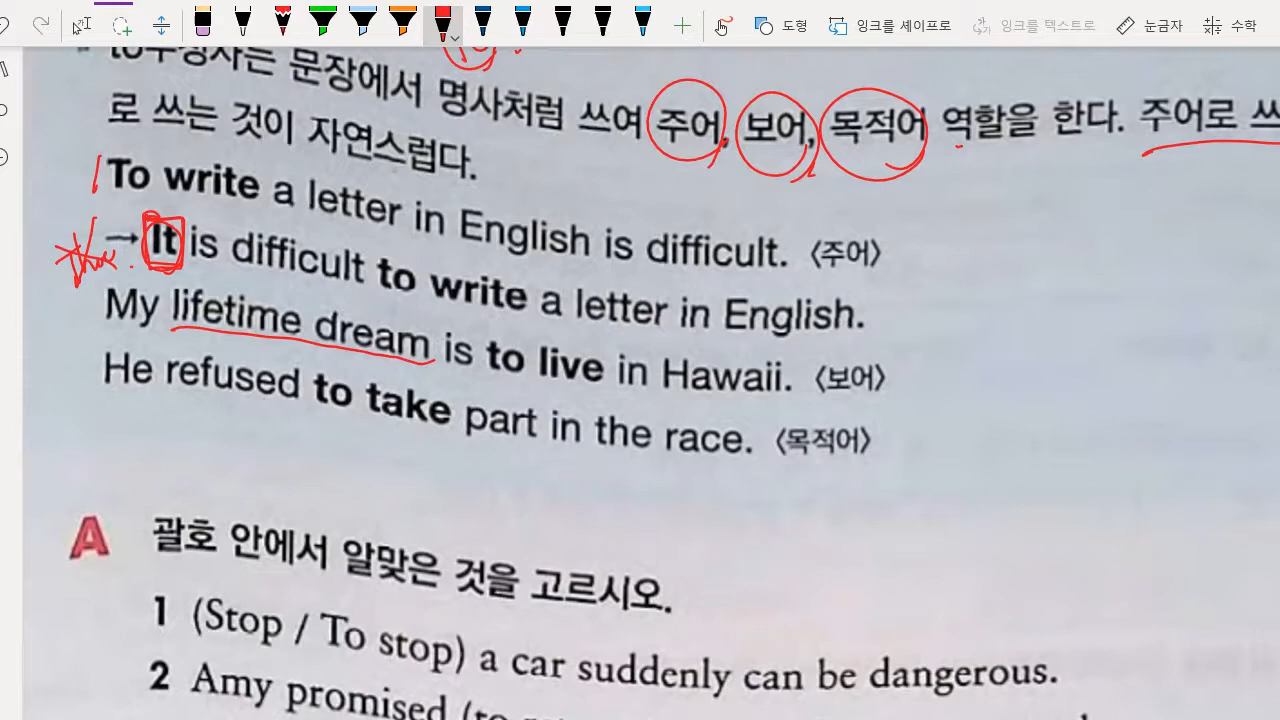 도형 잉크를 셰이프로 잉크를 텍스트로 눈금자 수학
to부정사는 문장에서 명사처럼 쓰여 주어, 보어, 목적어 역할을 한다. 주어로 쓰
로 쓰는 것이 자연스럽다.
To write a letter in English is difficult. 〈주어〉
→ It is difficult to write a letter in English.
My lifetime dream is to live in Hawaii. 〈보어〉
He refused to take part in the race. 〈목적어〉
A 괄호 안에서 알맞은 것을 고르시오.
1 (Stop / To stop) a car suddenly can be dangerous.
2 Amy promised (to